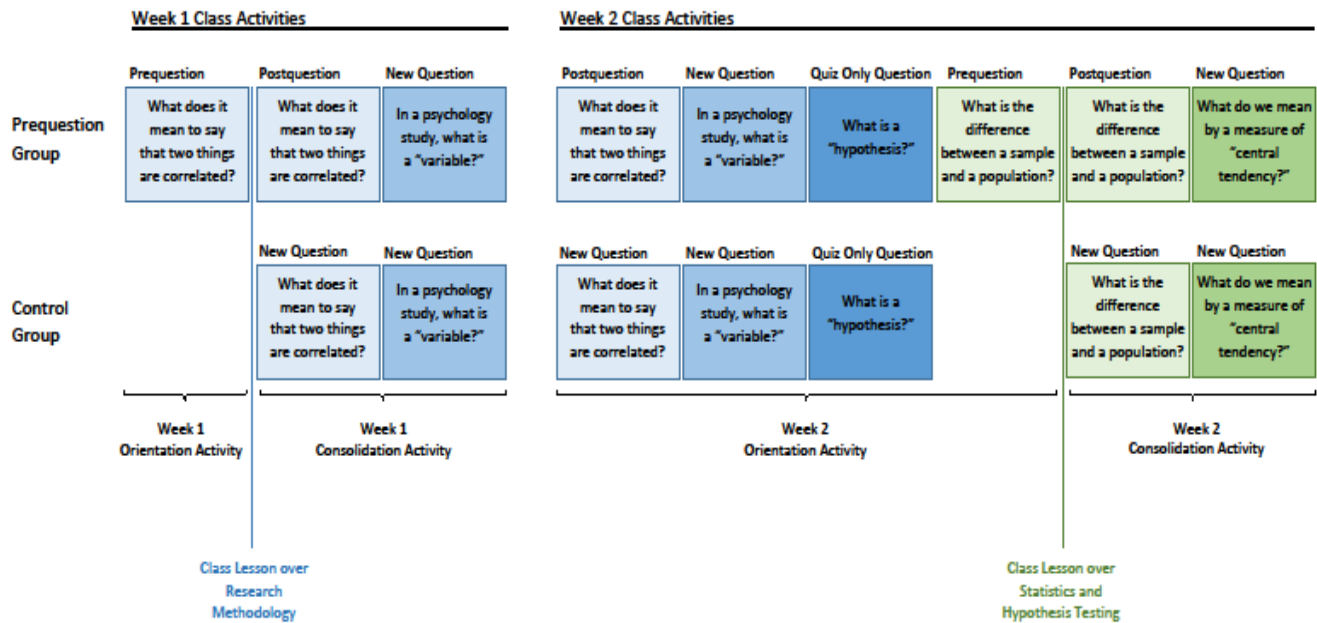 Week 1 Class Activities
Week 2 Class Activities
Prequestion
Postquestion
New Question
Postquestion
New Question
Quiz Only Question
Prequestion
Postquestion
New Question
Prequestion
Group
What does it
mean to say
that two things
are correlated?
What does it
mean to say
that two things
are correlated?
In a psychology
study, what is
a “variable?”
What does it
mean to say
that two things
are correlated?
In a psychology
study, what is
a “variable?”
What is a
“hypothesis?”
What is the
difference
between a sample
and a population?
What is the
difference
between a sample
and a population?
What do we mean
by a measure of
“central
tendency?”
New Question
New Question
New Question
New Question
Quiz Only Question
New Question
New Question
Control
Group
What does it
mean to say
that two things
are correlated?
In a psychology
study, what is
a “variable?”
What does it
mean to say
that two things
are correlated?
In a psychology
study, what is
a “variable?”
What is a
“hypothesis?”
What is the
difference
between a sample
and a population?
What do we mean
by a measure of
“central
tendency?”
Week 1
Orientation Activity
Week 1
Consolidation Activity
Week 2
Orientation Activity
Week 2
Consolidation Activity
Class Lesson over
Research
Methodology
Class Lesson over
Statistics and
Hypothesis Testing